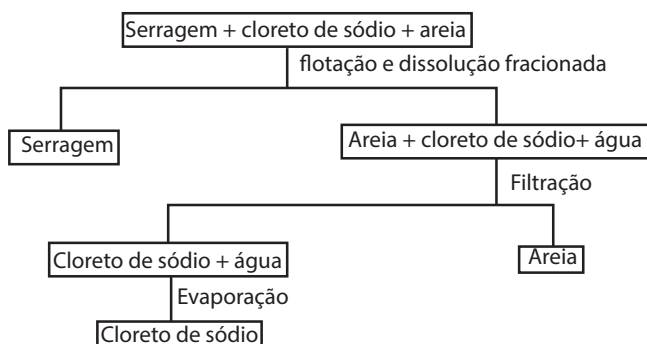 Serragem + cloreto de sódio + areia
flotação e dissolução fracionada
Serragem
Areia + cloreto de sódio+ água
Filtração
Cloreto de sódio + água
Areia
Evaporação
Cloreto de sódio